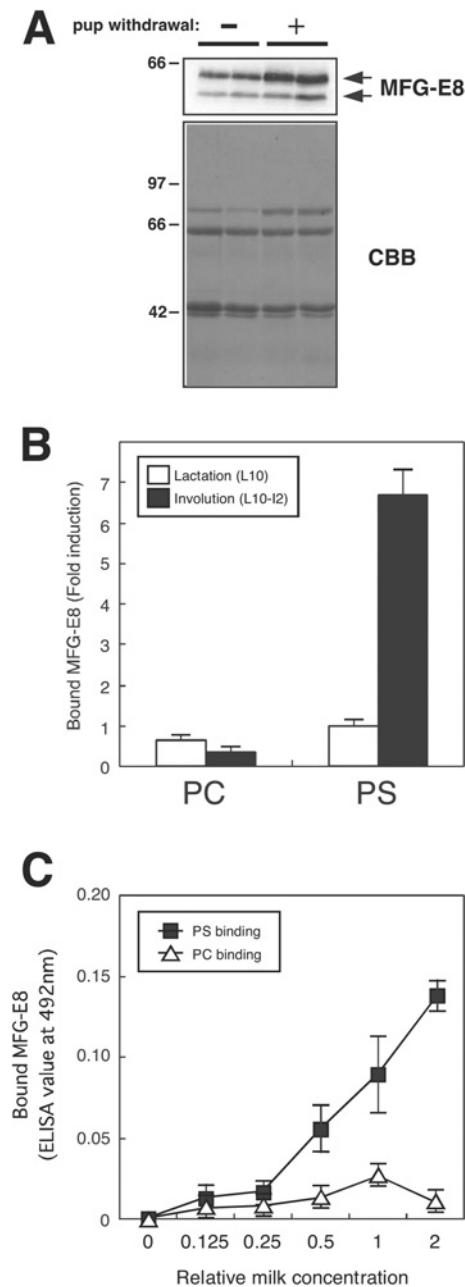 A
pup withdrawal: – +
66
MFG-E8
97
66
42
CBB
B
7
6
5
4
3
2
1
0
Bound MFG-E8 (Fold induction)
Lactation (L10)
Involution (L10-I2)
PC PS
C
0.20
0.15
0.10
0.05
0
Bound MFG-E8
(ELISA value at 492nm)
PS binding
PC binding
0 0.125 0.25 0.5 1 2
Relative milk concentration